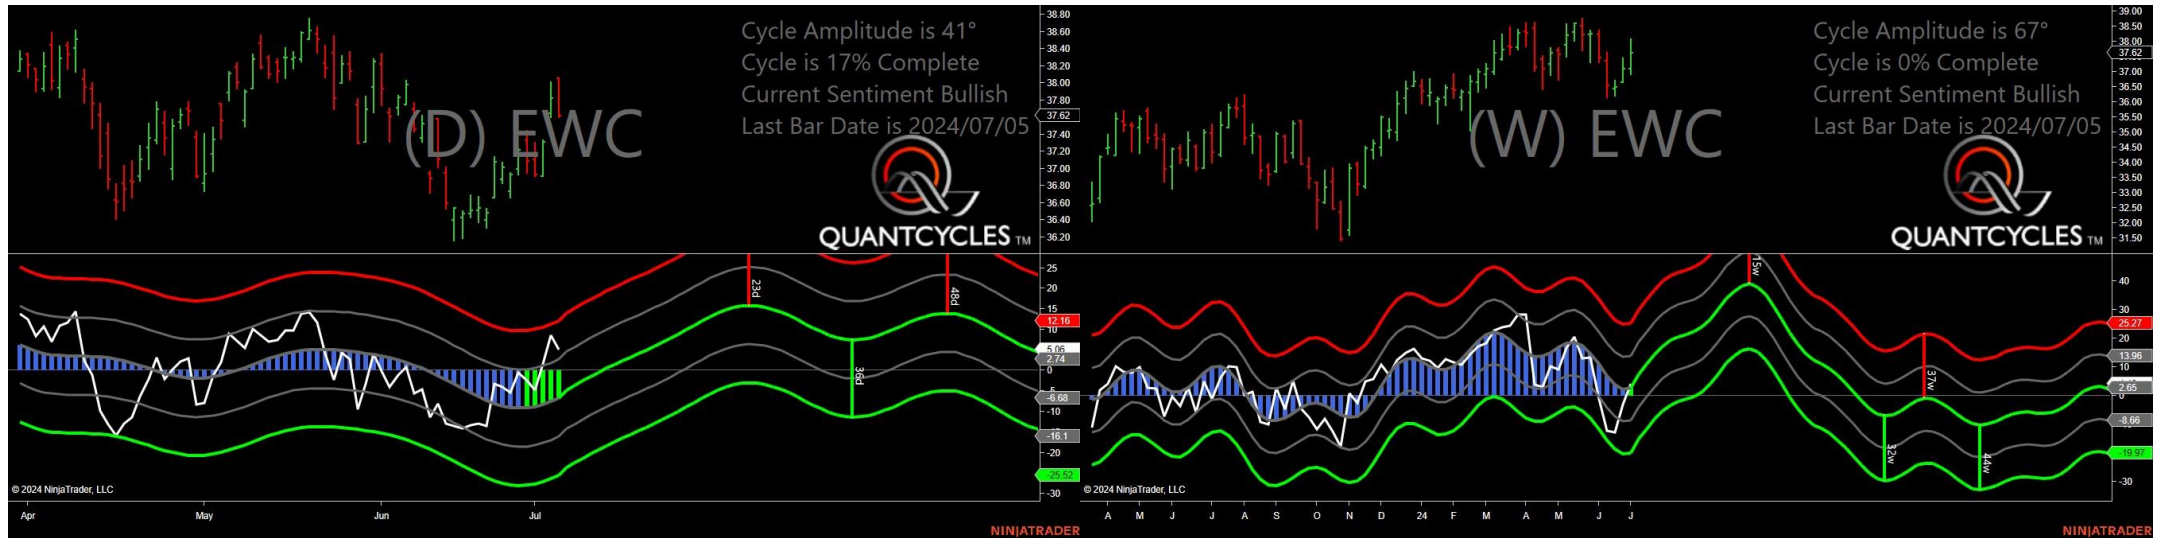 Cycle Amplitude is 41°
Cycle is 17% Complete
Current Sentiment Bullish
Last Bar Date is 2024/07/05
(D) EWC
QUANTCYCLES TM
38.80
38.60
38.40
38.20
38.00
37.80
37.62
37.40
37.20
37.00
36.80
36.60
36.40
36.20
23d
48d
36d
25
20
15
12.16
10
5.06
2.74
0
-6.68
-10
-16.1
-20
-25.52
-30
© 2024 NinjaTrader, LLC
Apr May Jun Jul
NINJATRADER
Cycle Amplitude is 67°
Cycle is 0% Complete
Current Sentiment Bullish
Last Bar Date is 2024/07/05
(W) EWC
QUANTCYCLES TM
39.00
38.50
38.00
37.62
37.00
36.50
36.00
35.50
35.00
34.50
34.00
33.50
33.00
32.50
32.00
31.50
15w
37w
32w
44w
40
30
25.27
20
13.96
10
2.65
0
-8.66
-19.97
-30
© 2024 NinjaTrader, LLC
A M J J A S O N D 24 F M A M J J
NINJATRADER